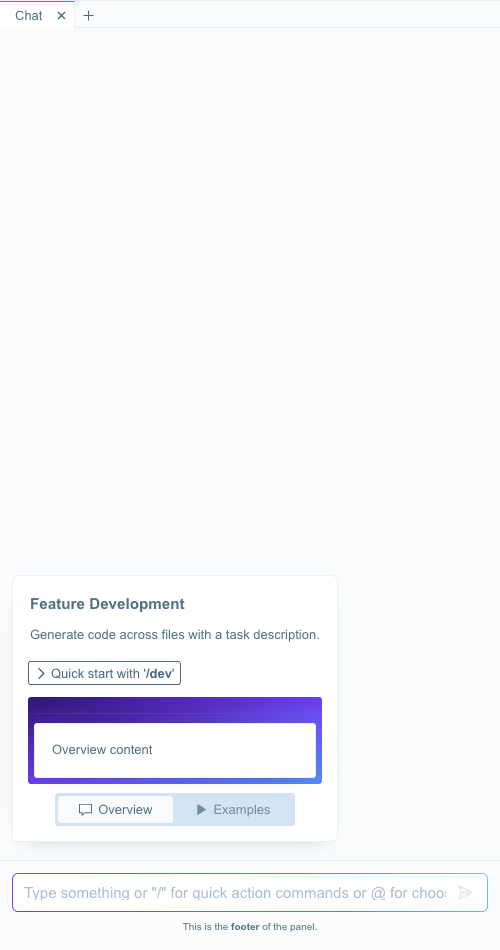 Chat
Feature Development
Generate code across files with a task description.
Quick start with '/dev'
Overview content
Overview
Examples
Type something or "/" for quick action commands or @ for choo
This is the footer of the panel.